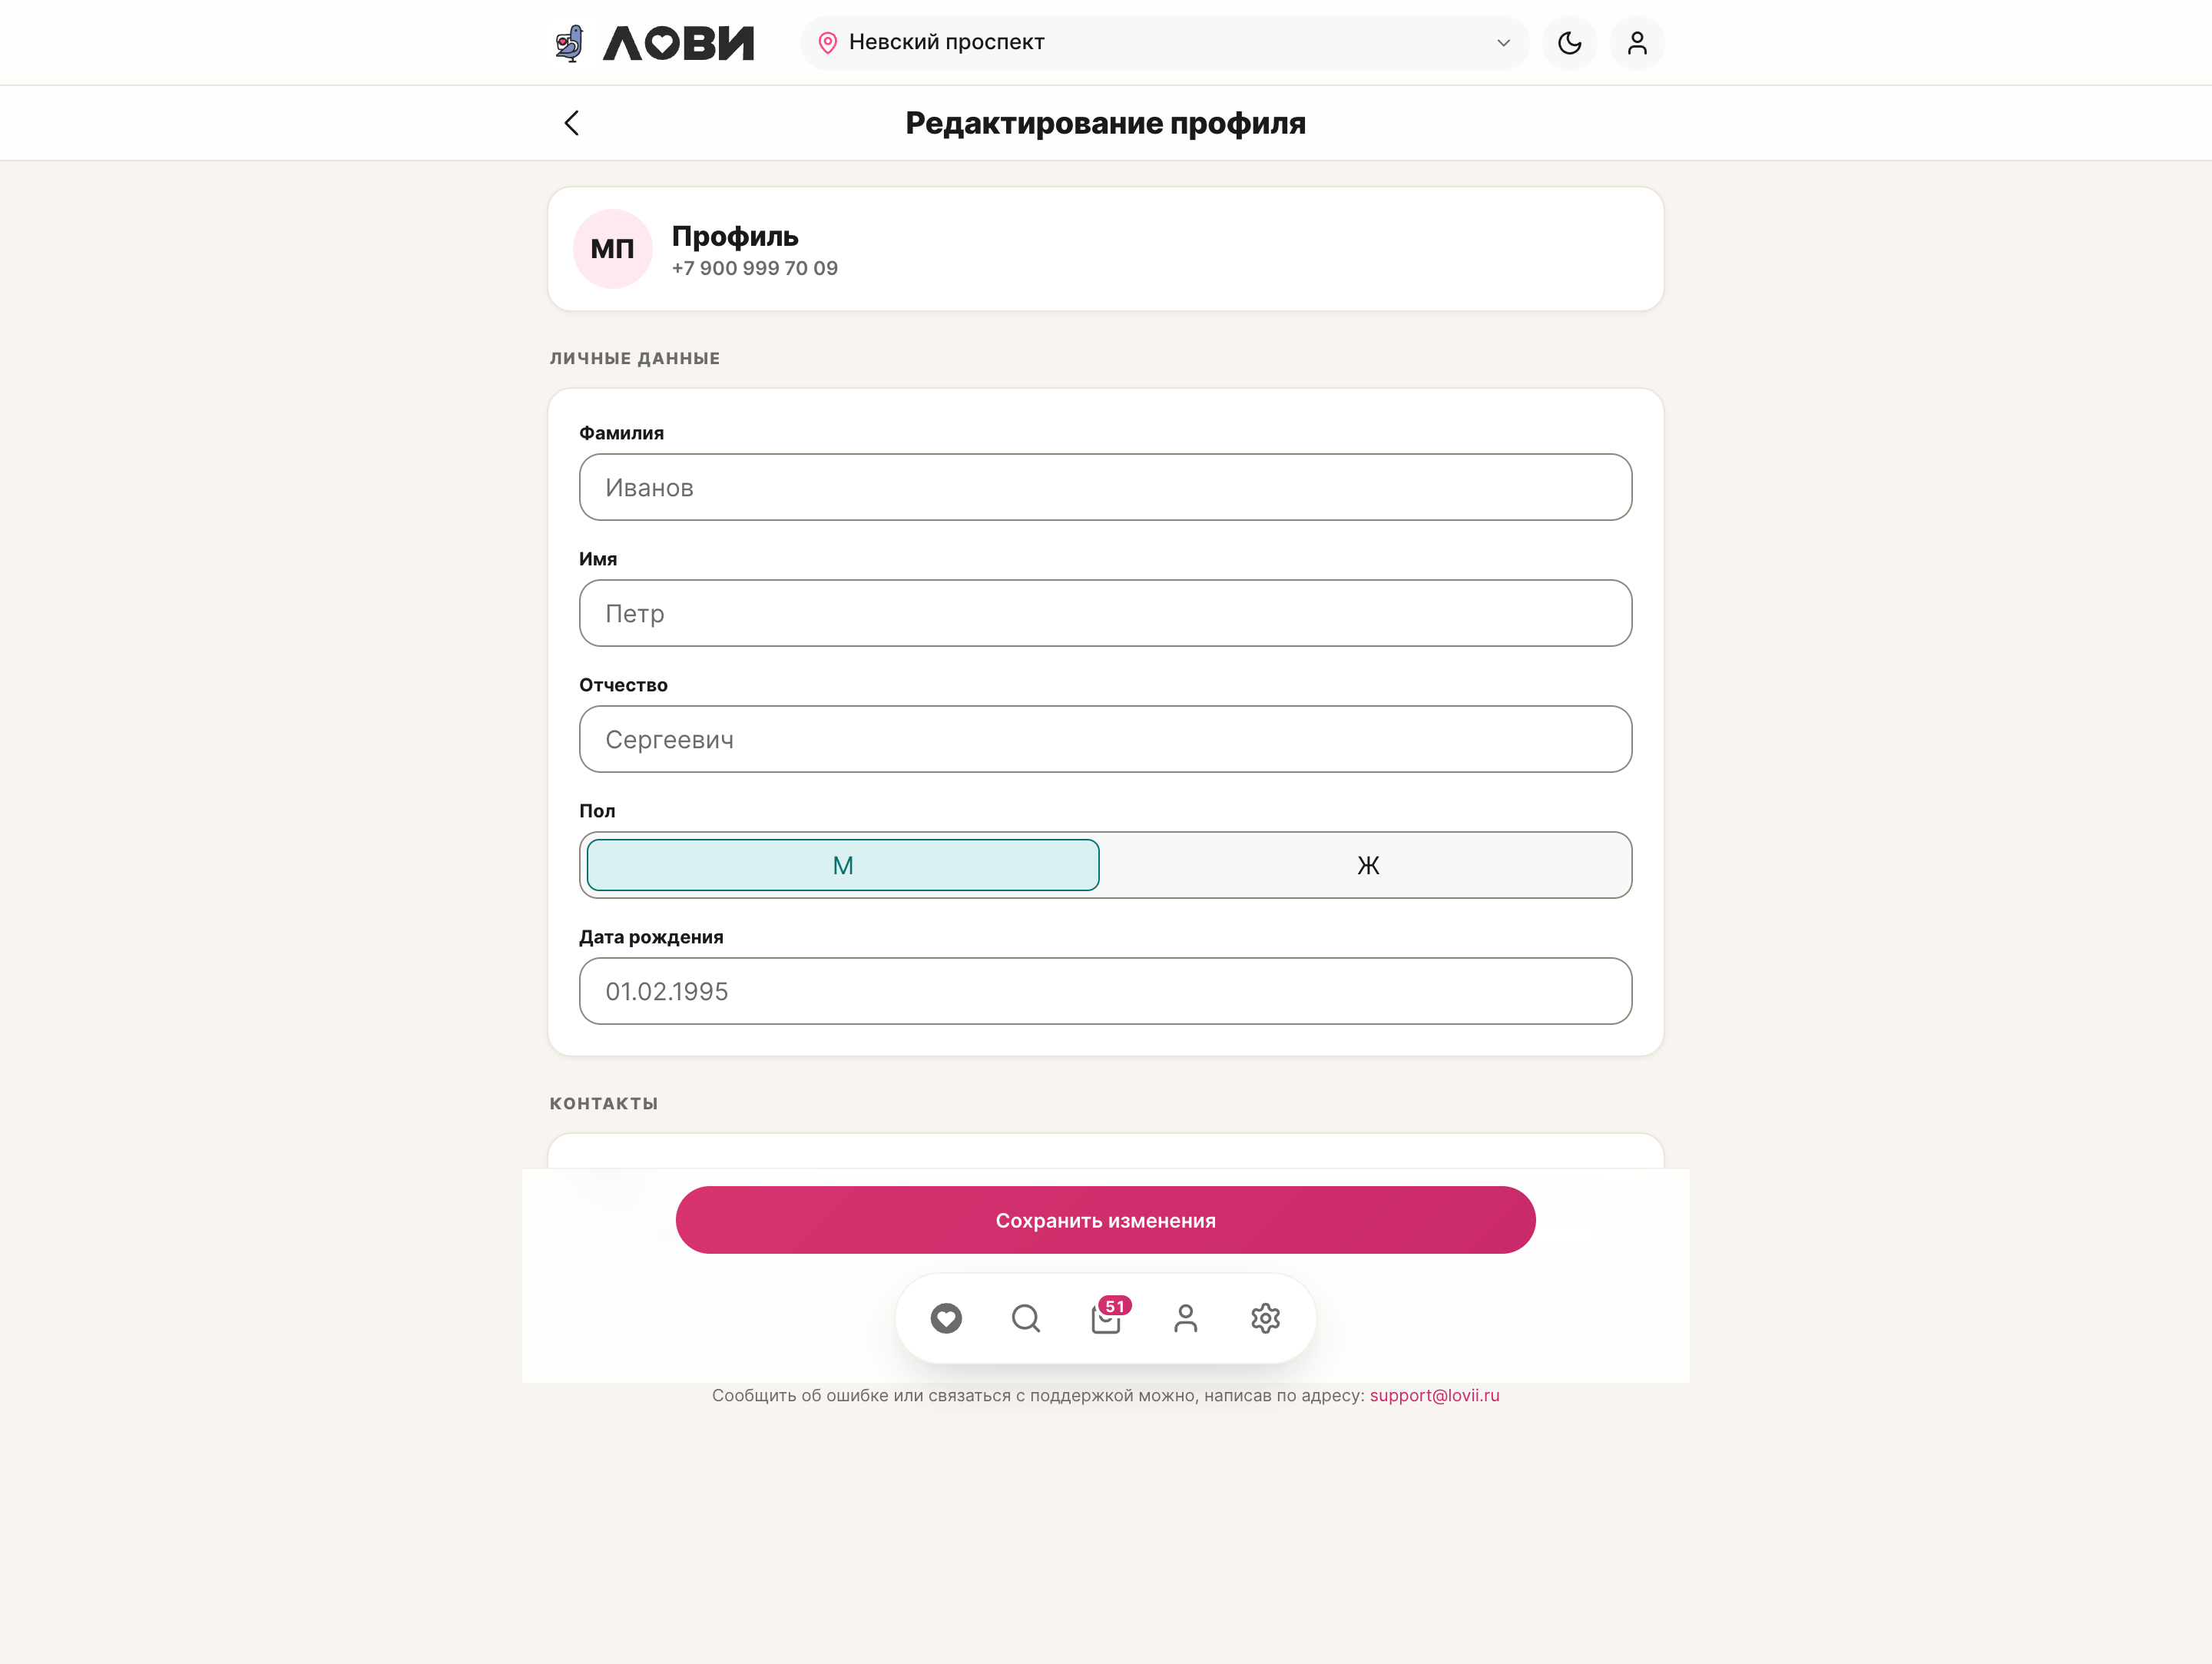 ЛОВИ
Невский проспект
Редактирование профиля
МП
Профиль
+7 900 999 70 09
ЛИЧНЫЕ ДАННЫЕ
Фамилия
Иванов
Имя
Петр
Отчество
Сергеевич
Пол
М
Ж
Дата рождения
01.02.1995
КОНТАКТЫ
Сохранить изменения
51
Сообщить об ошибке или связаться с поддержкой можно, написав по адресу: support@lovii.ru